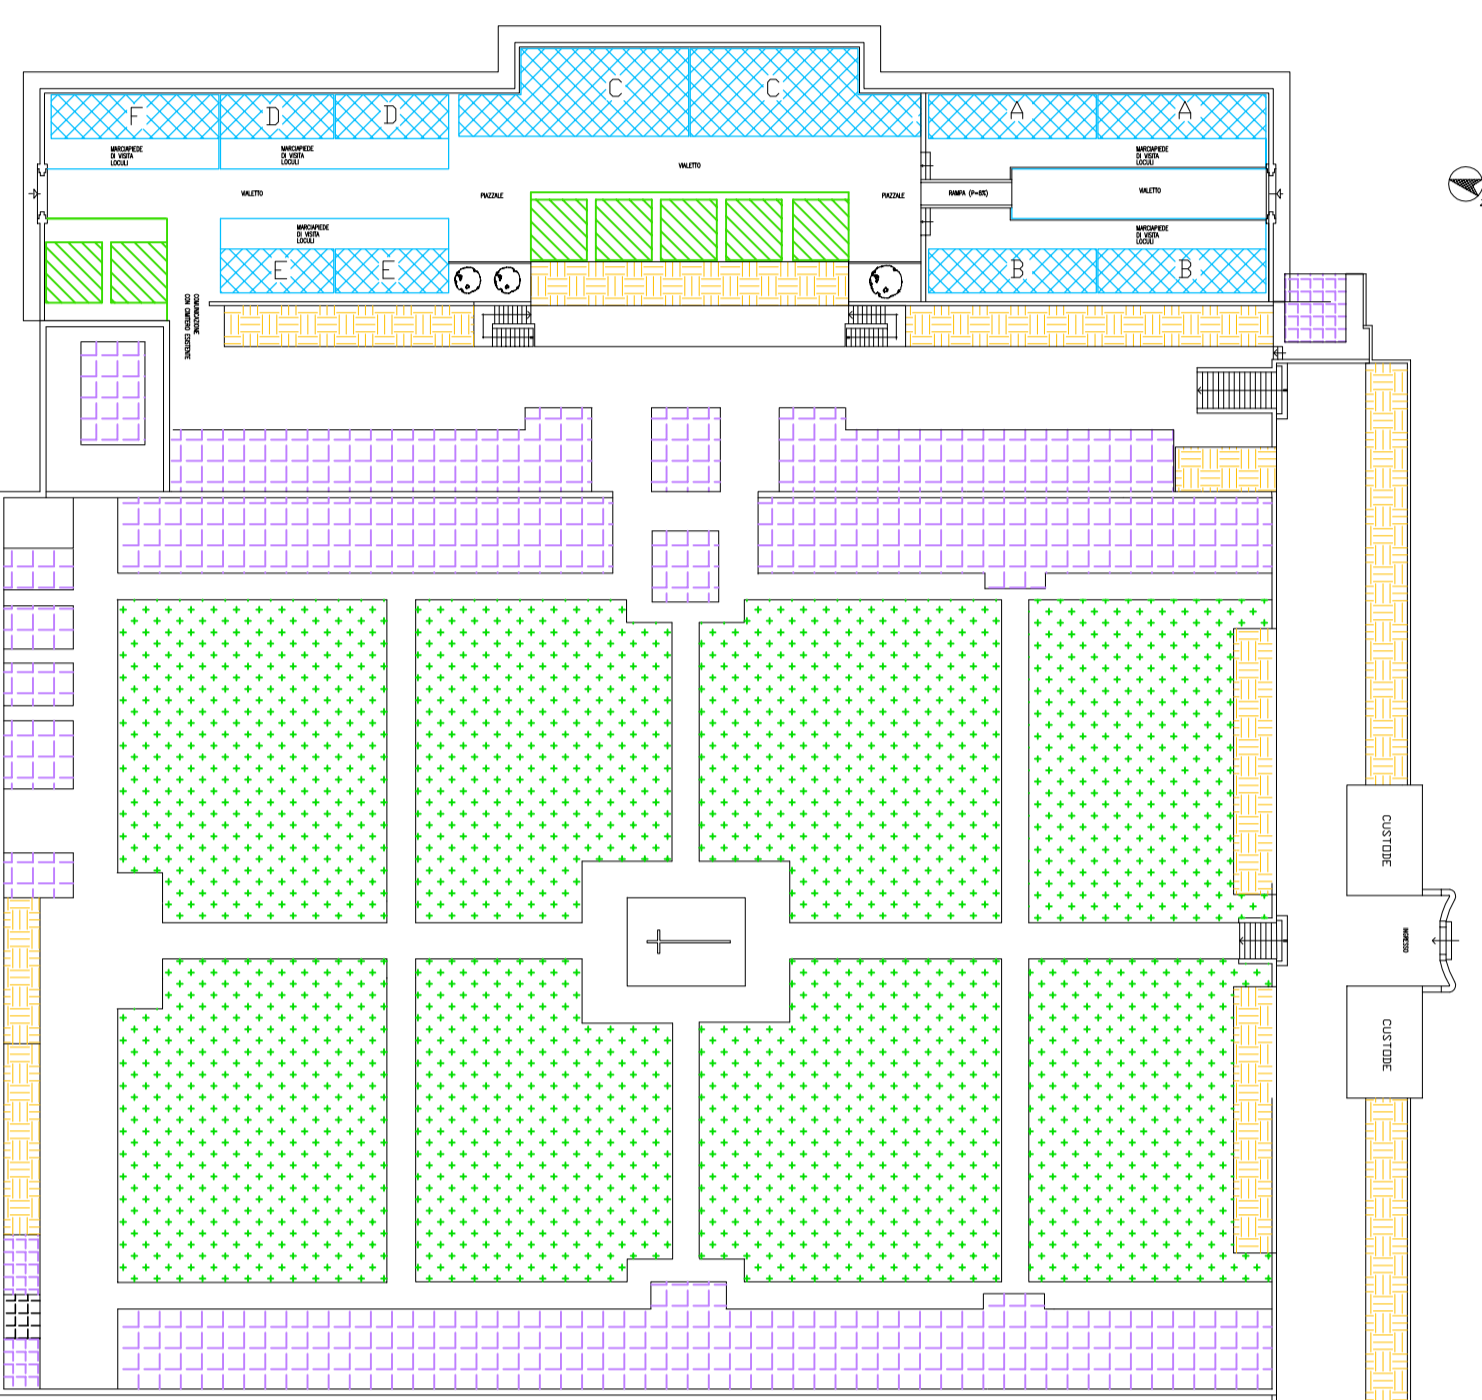 C
C
F
D
D
A
A
MARCIAPIEDE
DI VISITA
LOCULI
MARCIAPIEDE
DI VISITA
LOCULI
MARCIAPIEDE
DI VISITA
LOCULI
VIALETTO
VIALETTO
PIAZZALE
PIAZZALE
RAMPA (P=8%)
VIALETTO
MARCIAPIEDE
DI VISITA
LOCULI
MARCIAPIEDE
DI VISITA
LOCULI
E
E
B
B
COMUNICAZIONE
CON CIMITERO ESISTENTE
CUSTODE
INGRESSO
CUSTODE